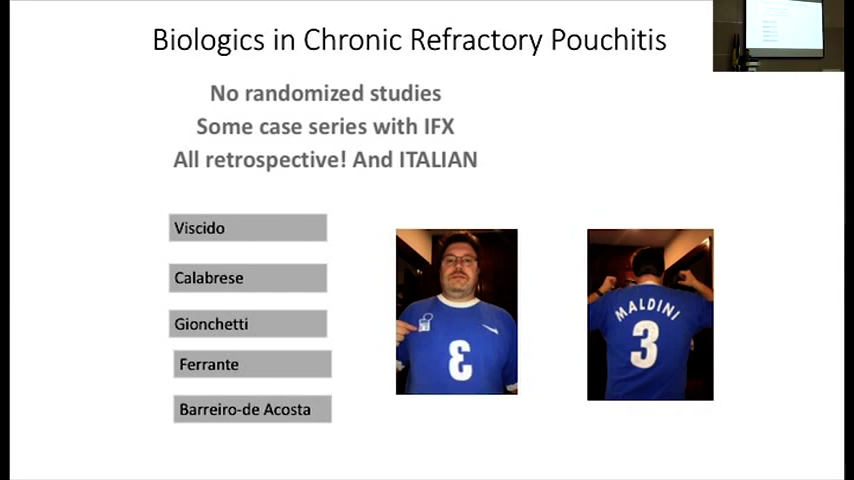 Biologics in Chronic Refractory Pouchitis
No randomized studies
Some case series with IFX
All retrospective! And ITALIAN
Viscido
Calabrese
Gionchetti
Ferrante
Barreiro-de Acosta
3
MALDINI
3